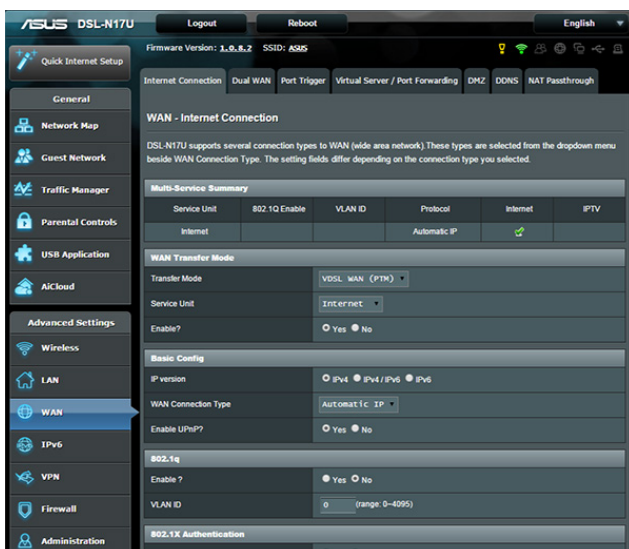 ASUS DSL-N17U Logout Reboot English
Firmware Version: 1.0.8.2 SSID: ASUS
Quick Internet Setup
General
Network Map
Guest Network
Traffic Manager
Parental Controls
USB Application
AiCloud
Advanced Settings
Wireless
LAN
WAN
IPv6
VPN
Firewall
Administration
Internet Connection Dual WAN Port Trigger Virtual Server / Port Forwarding DMZ DDNS NAT Passthrough
WAN - Internet Connection
DSL-N17U supports several connection types to WAN (wide area network).These types are selected from the dropdown menu
beside WAN Connection Type. The setting fields differ depending on the connection type you selected.
Multi-Service Summary
Service Unit 802.1Q Enable VLAN ID Protocol Internet IPTV
Internet Automatic IP
WAN Transfer Mode
Transfer Mode VDSL WAN (PTM)
Service Unit Internet
Enable? Yes No
Basic Config
IP version IPv4 IPv4/IPv6 IPv6
WAN Connection Type Automatic IP
Enable UPnP? Yes No
802.1q
Enable ? Yes No
VLAN ID 0 (range: 0~4095)
802.1X Authentication